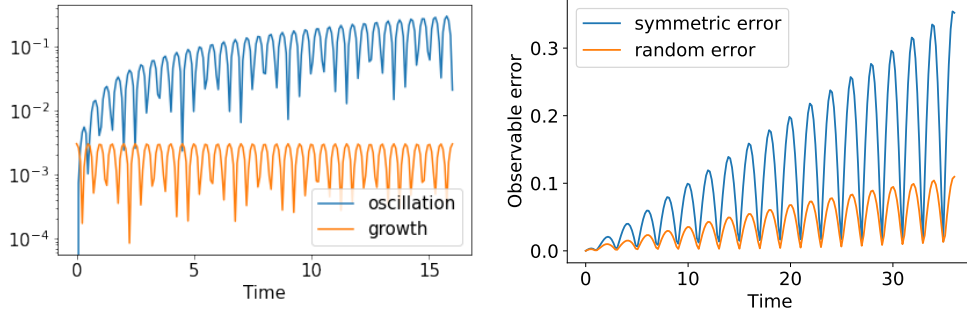 10⁻¹
10⁻²
10⁻³
10⁻⁴
oscillation
growth
0 5 10 15
Time
symmetric error
random error
Observable error
0.3
0.2
0.1
0.0
0 10 20 30
Time